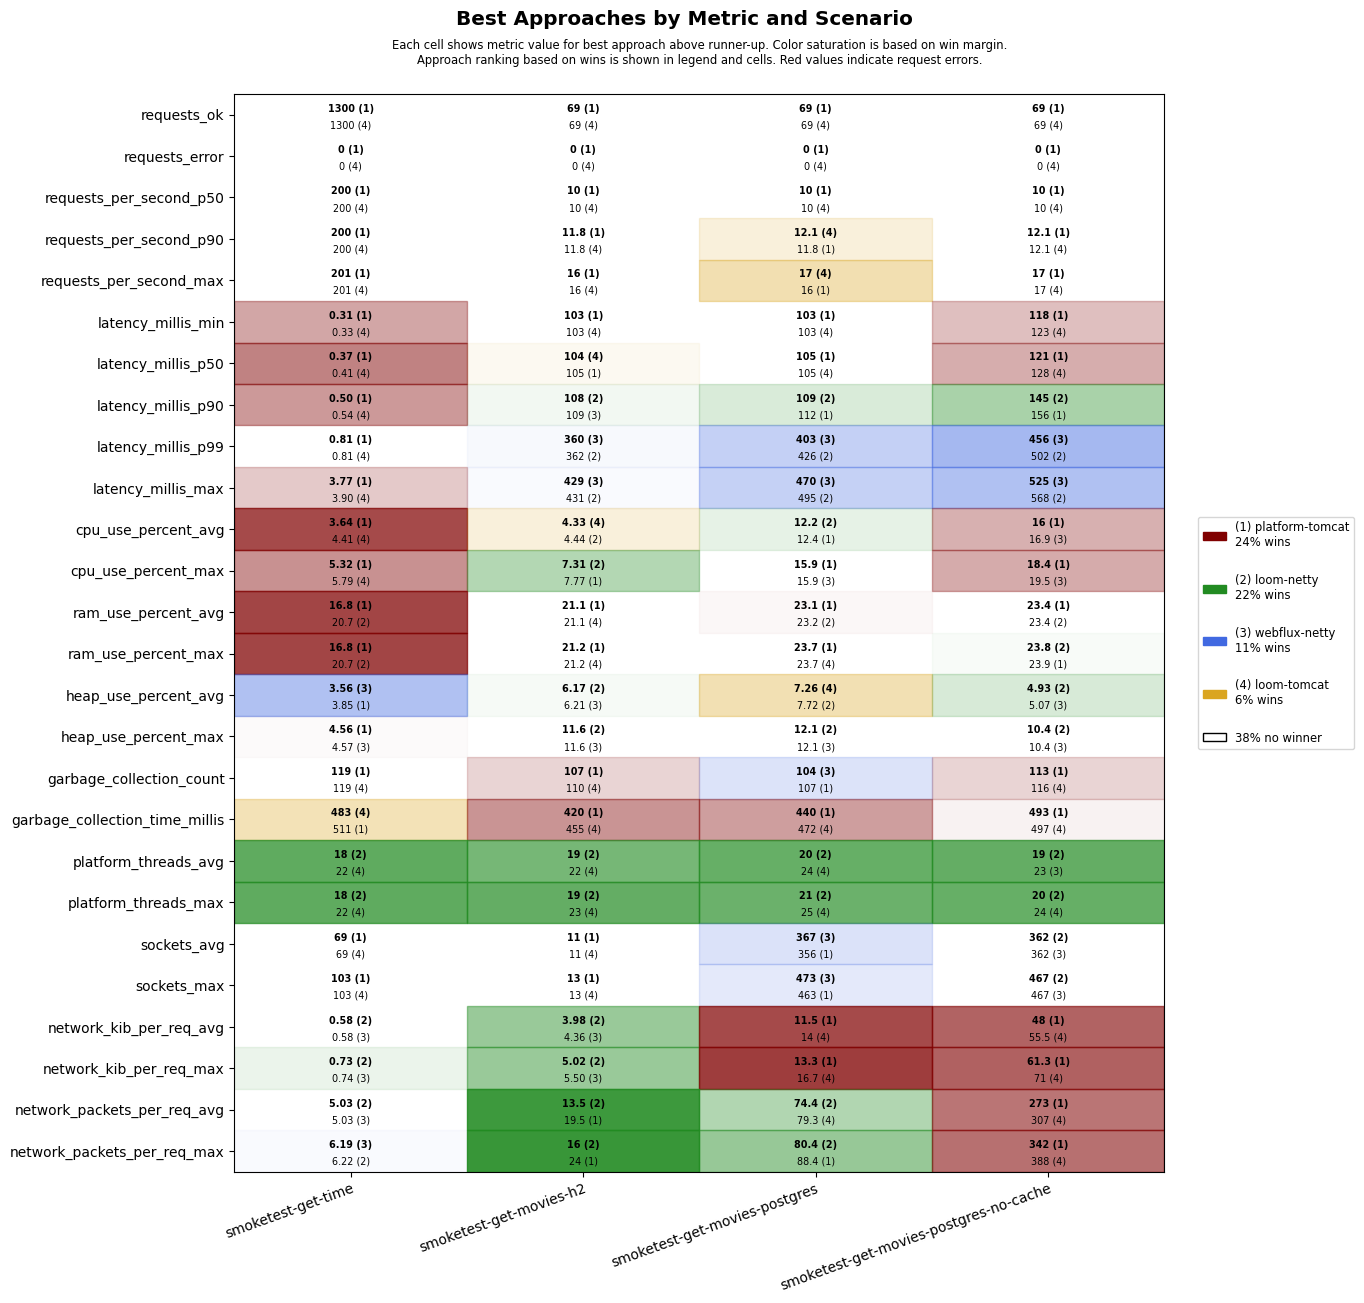 Best Approaches by Metric and Scenario
Each cell shows metric value for best approach above runner-up. Color saturation is based on win margin.
Approach ranking based on wins is shown in legend and cells. Red values indicate request errors.
requests_ok
1300 (1) 69 (1) 69 (1) 69 (1)
1300 (4) 69 (4) 69 (4) 69 (4)
requests_error
0 (1) 0 (1) 0 (1) 0 (1)
0 (4) 0 (4) 0 (4) 0 (4)
requests_per_second_p50
200 (1) 10 (1) 10 (1) 10 (1)
200 (4) 10 (4) 10 (4) 10 (4)
requests_per_second_p90
200 (1) 11.8 (1) 12.1 (4) 12.1 (1)
200 (4) 11.8 (4) 11.8 (1) 12.1 (4)
requests_per_second_max
201 (1) 16 (1) 17 (4) 17 (1)
201 (4) 16 (4) 16 (1) 17 (4)
latency_millis_min
0.31 (1) 103 (1) 103 (1) 118 (1)
0.33 (4) 103 (4) 103 (4) 123 (4)
latency_millis_p50
0.37 (1) 104 (4) 105 (1) 121 (1)
0.41 (4) 105 (1) 105 (4) 128 (4)
latency_millis_p90
0.50 (1) 108 (2) 109 (2) 145 (2)
0.54 (4) 109 (3) 112 (1) 156 (1)
latency_millis_p99
0.81 (1) 360 (3) 403 (3) 456 (3)
0.81 (4) 362 (2) 426 (2) 502 (2)
latency_millis_max
3.77 (1) 429 (3) 470 (3) 525 (3)
3.90 (4) 431 (2) 495 (2) 568 (2)
cpu_use_percent_avg
3.64 (1) 4.33 (4) 12.2 (2) 16 (1)
4.41 (4) 4.44 (2) 12.4 (1) 16.9 (3)
cpu_use_percent_max
5.32 (1) 7.31 (2) 15.9 (1) 18.4 (1)
5.79 (4) 7.77 (1) 15.9 (3) 19.5 (3)
ram_use_percent_avg
16.8 (1) 21.1 (1) 23.1 (1) 23.4 (1)
20.7 (2) 21.1 (4) 23.2 (2) 23.4 (2)
ram_use_percent_max
16.8 (1) 21.2 (1) 23.7 (1) 23.8 (2)
20.7 (2) 21.2 (4) 23.7 (4) 23.9 (1)
heap_use_percent_avg
3.56 (3) 6.17 (2) 7.26 (4) 4.93 (2)
3.85 (1) 6.21 (3) 7.72 (2) 5.07 (3)
heap_use_percent_max
4.56 (1) 11.6 (2) 12.1 (2) 10.4 (2)
4.57 (3) 11.6 (3) 12.1 (3) 10.4 (3)
garbage_collection_count
119 (1) 107 (1) 104 (3) 113 (1)
119 (4) 110 (4) 107 (1) 116 (4)
garbage_collection_time_millis
483 (4) 420 (1) 440 (1) 493 (1)
511 (1) 455 (4) 472 (4) 497 (4)
platform_threads_avg
18 (2) 19 (2) 20 (2) 19 (2)
22 (4) 22 (4) 24 (4) 23 (3)
platform_threads_max
18 (2) 19 (2) 21 (2) 20 (2)
22 (4) 23 (4) 25 (4) 24 (4)
sockets_avg
69 (1) 11 (1) 367 (3) 362 (2)
69 (4) 11 (4) 356 (1) 362 (3)
sockets_max
103 (1) 13 (1) 473 (3) 467 (2)
103 (4) 13 (4) 463 (1) 467 (3)
network_kib_per_req_avg
0.58 (2) 3.98 (2) 11.5 (1) 48 (1)
0.58 (3) 4.36 (3) 14 (4) 55.5 (4)
network_kib_per_req_max
0.73 (2) 5.02 (2) 13.3 (1) 61.3 (1)
0.74 (3) 5.50 (3) 16.7 (4) 71 (4)
network_packets_per_req_avg
5.03 (2) 13.5 (2) 74.4 (2) 273 (1)
5.03 (3) 19.5 (1) 79.3 (4) 307 (4)
network_packets_per_req_max
6.19 (3) 16 (2) 80.4 (2) 342 (1)
6.22 (2) 24 (1) 88.4 (1) 388 (4)
smoketest-get-time
smoketest-get-movies-h2
smoketest-get-movies-postgres
smoketest-get-movies-postgres-no-cache
(1) platform-tomcat
24% wins
(2) loom-netty
22% wins
(3) webflux-netty
11% wins
(4) loom-tomcat
6% wins
38% no winner